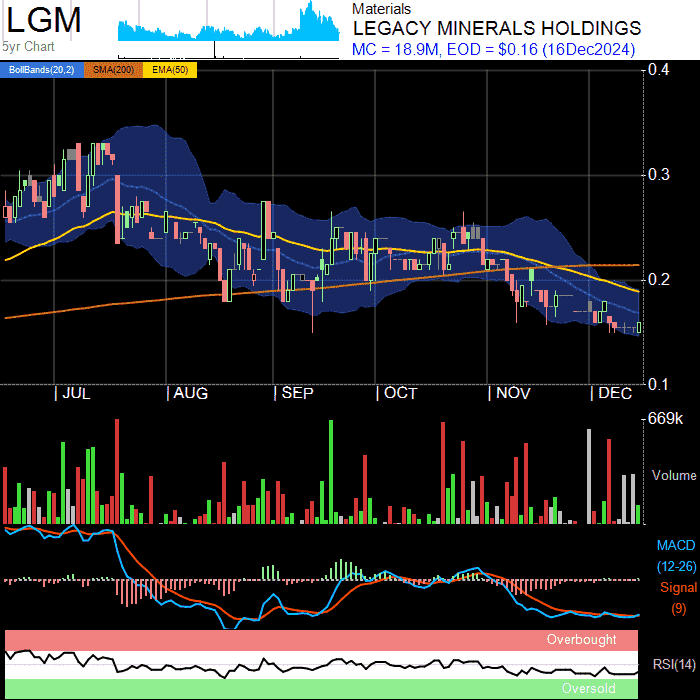 LGM
5yr Chart
Materials
LEGACY MINERALS HOLDINGS
MC = 18.9M, EOD = $0.16 (16Dec2024)
BollBands(20,2) SMA(200) EMA(50)
0.4
0.3
0.2
0.1
JUL AUG SEP OCT NOV DEC
669k
Volume
MACD
(12-26)
Signal
(9)
Overbought
RSI(14)
Oversold